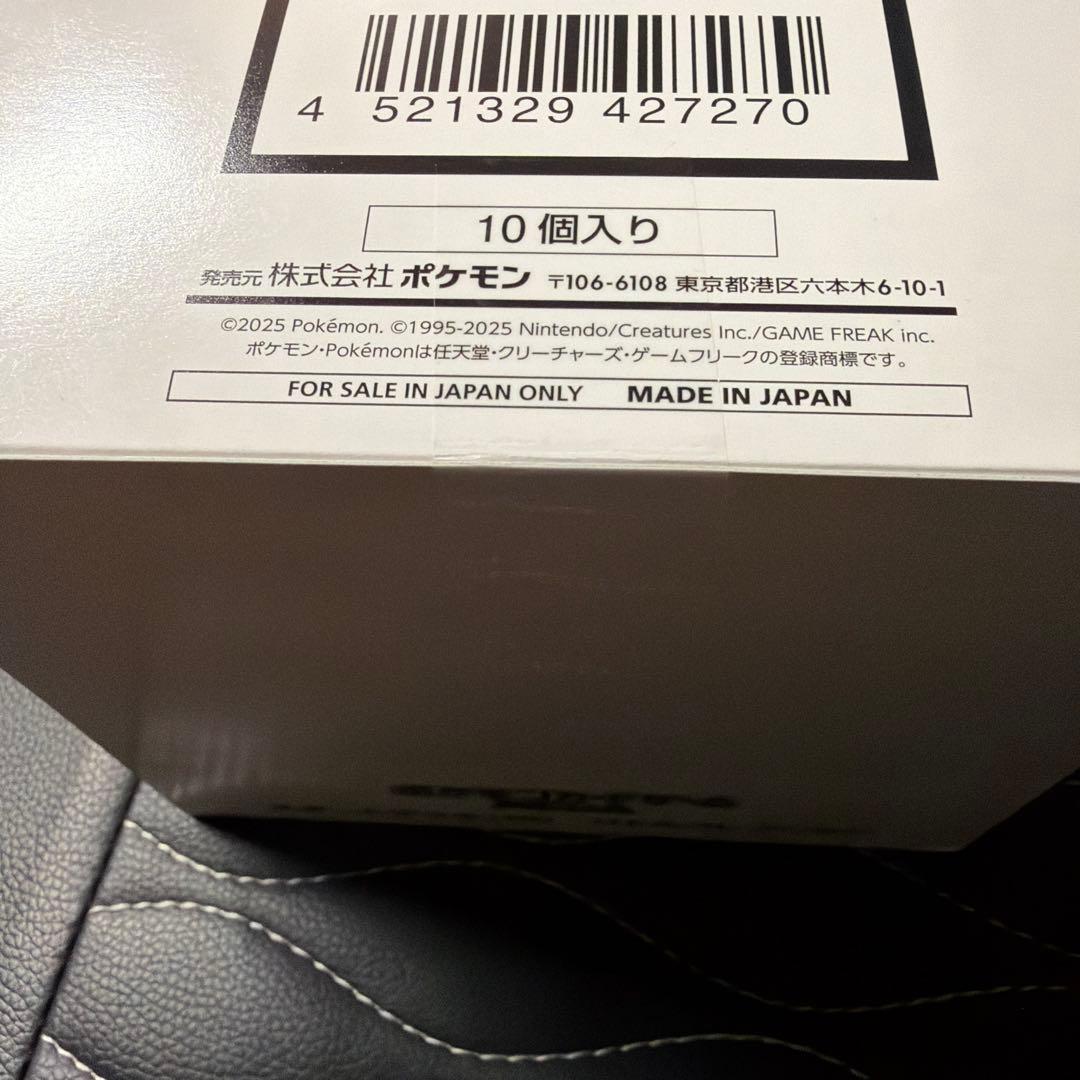 4 521329 427270
10個入り
発売元 株式会社 ポケモン 〒106-6108 東京都港区六本木6-10-1
©2025 Pokémon. ©1995-2025 Nintendo/Creatures Inc./GAME FREAK inc.
ポケモン・Pokémonは任天堂・クリーチャーズ・ゲームフリークの登録商標です。
FOR SALE IN JAPAN ONLY MADE IN JAPAN